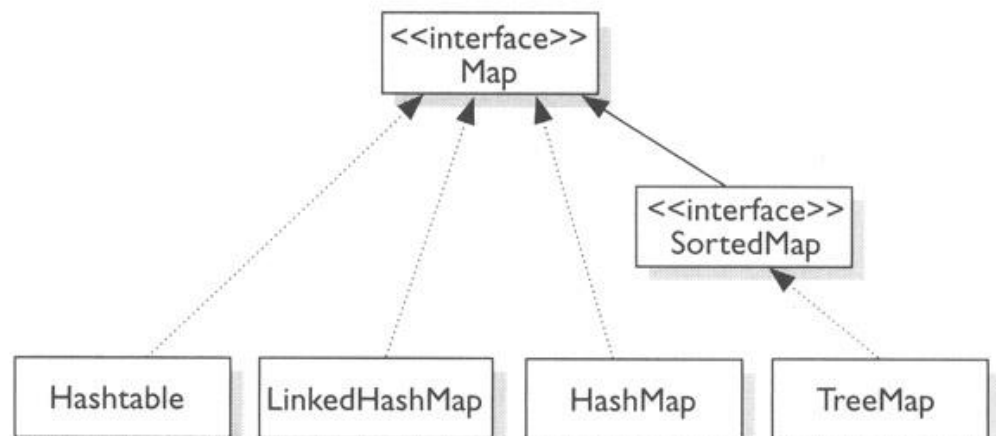 <<interface>>
Map
<<interface>>
SortedMap
Hashtable
LinkedHashMap
HashMap
TreeMap